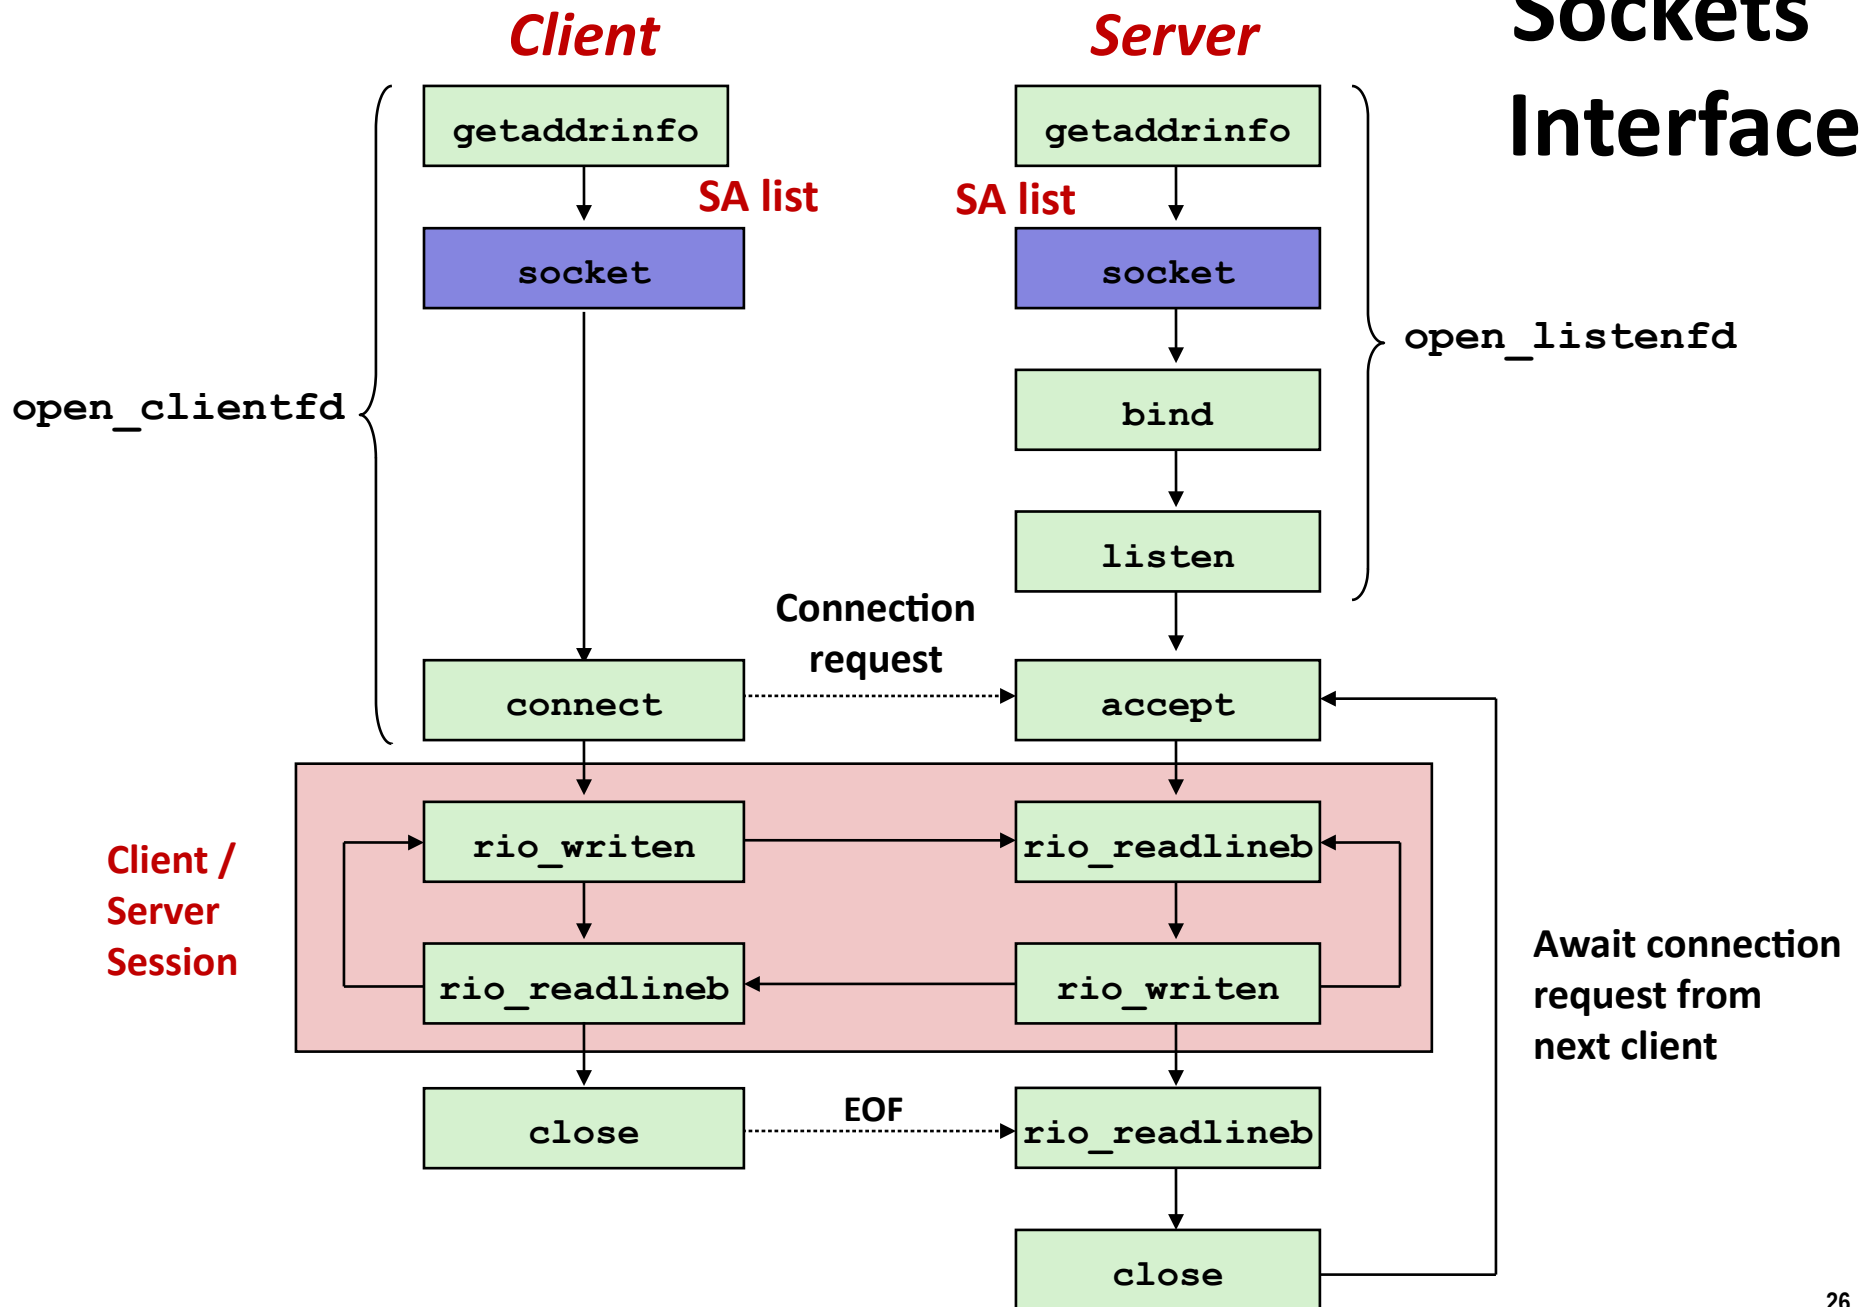 Sockets
Interface
Client
Server
getaddrinfo
getaddrinfo
SA list
SA list
socket
socket
open_listenfd
open_clientfd
bind
listen
Connection
request
connect
accept
Client /
Server
Session
rio_writen
rio_readlineb
rio_readlineb
rio_writen
Await connection
request from
next client
close
EOF
rio_readlineb
close
26